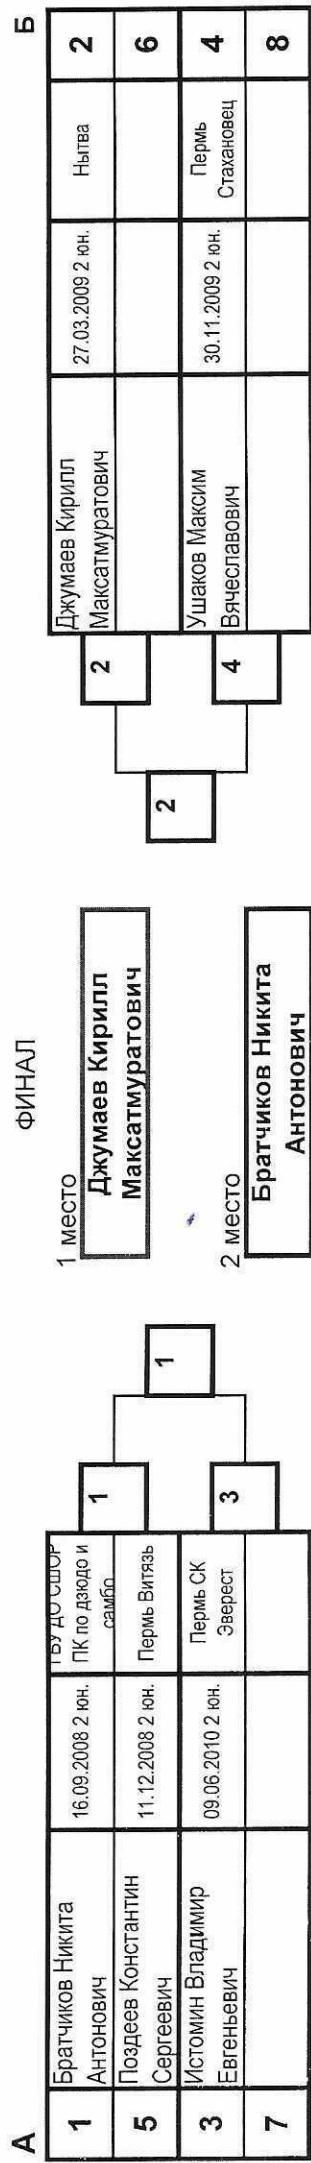 А
1
Братчиков Никита
Антонович
16.09.2008 2 юн.
ГБУ ДО СШОР
ПК по дзюдо и
самбо
5
Поздеев Константин
Сергеевич
11.12.2008 2 юн.
Пермь Витязь
3
Истомин Владимир
Евгеньевич
09.06.2010 2 юн.
Пермь СК
Эверест
7
1
3
1
ФИНАЛ
1 место
Джумаев Кирилл
Максатмуратович
2 место
Братчиков Никита
Антонович
Б
2
2
4
Джумаев Кирилл
Максатмуратович
27.03.2009 2 юн.
Нытва
2
6
Ушаков Максим
Вячеславович
30.11.2009 2 юн.
Пермь
Стахановец
4
8